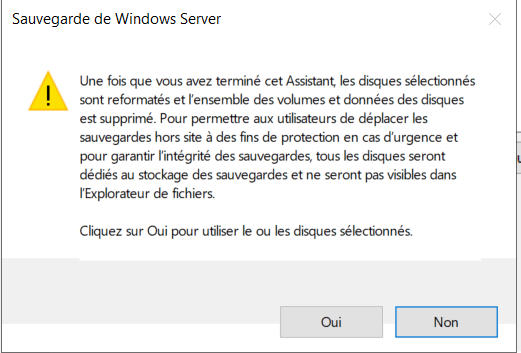 Sauvegarde de Windows Server
Une fois que vous avez terminé cet Assistant, les disques sélectionnés
sont reformatés et l'ensemble des volumes et données des disques
est supprimé. Pour permettre aux utilisateurs de déplacer les
sauvegardes hors site à des fins de protection en cas d'urgence et
pour garantir l'intégrité des sauvegardes, tous les disques seront
dédiés au stockage des sauvegardes et ne seront pas visibles dans
l'Explorateur de fichiers.
Cliquez sur Oui pour utiliser le ou les disques sélectionnés.
Oui
Non